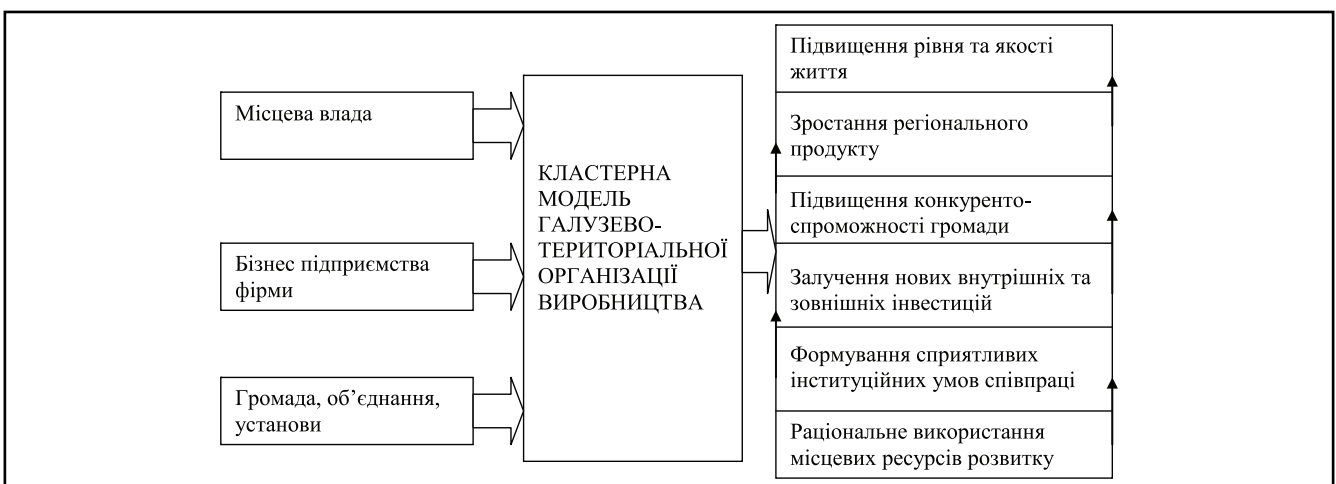 Місцева влада
Бізнес підприємства
фірми
Громада, об’єднання,
установи
КЛАСТЕРНА
МОДЕЛЬ
ГАЛУЗЕВО-
ТЕРИТОРІАЛЬНОЇ
ОРГАНІЗАЦІЇ
ВИРОБНИЦТВА
Підвищення рівня та якості
життя
Зростання регіонального
продукту
Підвищення конкуренто-
спроможності громади
Залучення нових внутрішніх та
зовнішніх інвестицій
Формування сприятливих
інституційних умов співпраці
Раціональне використання
місцевих ресурсів розвитку